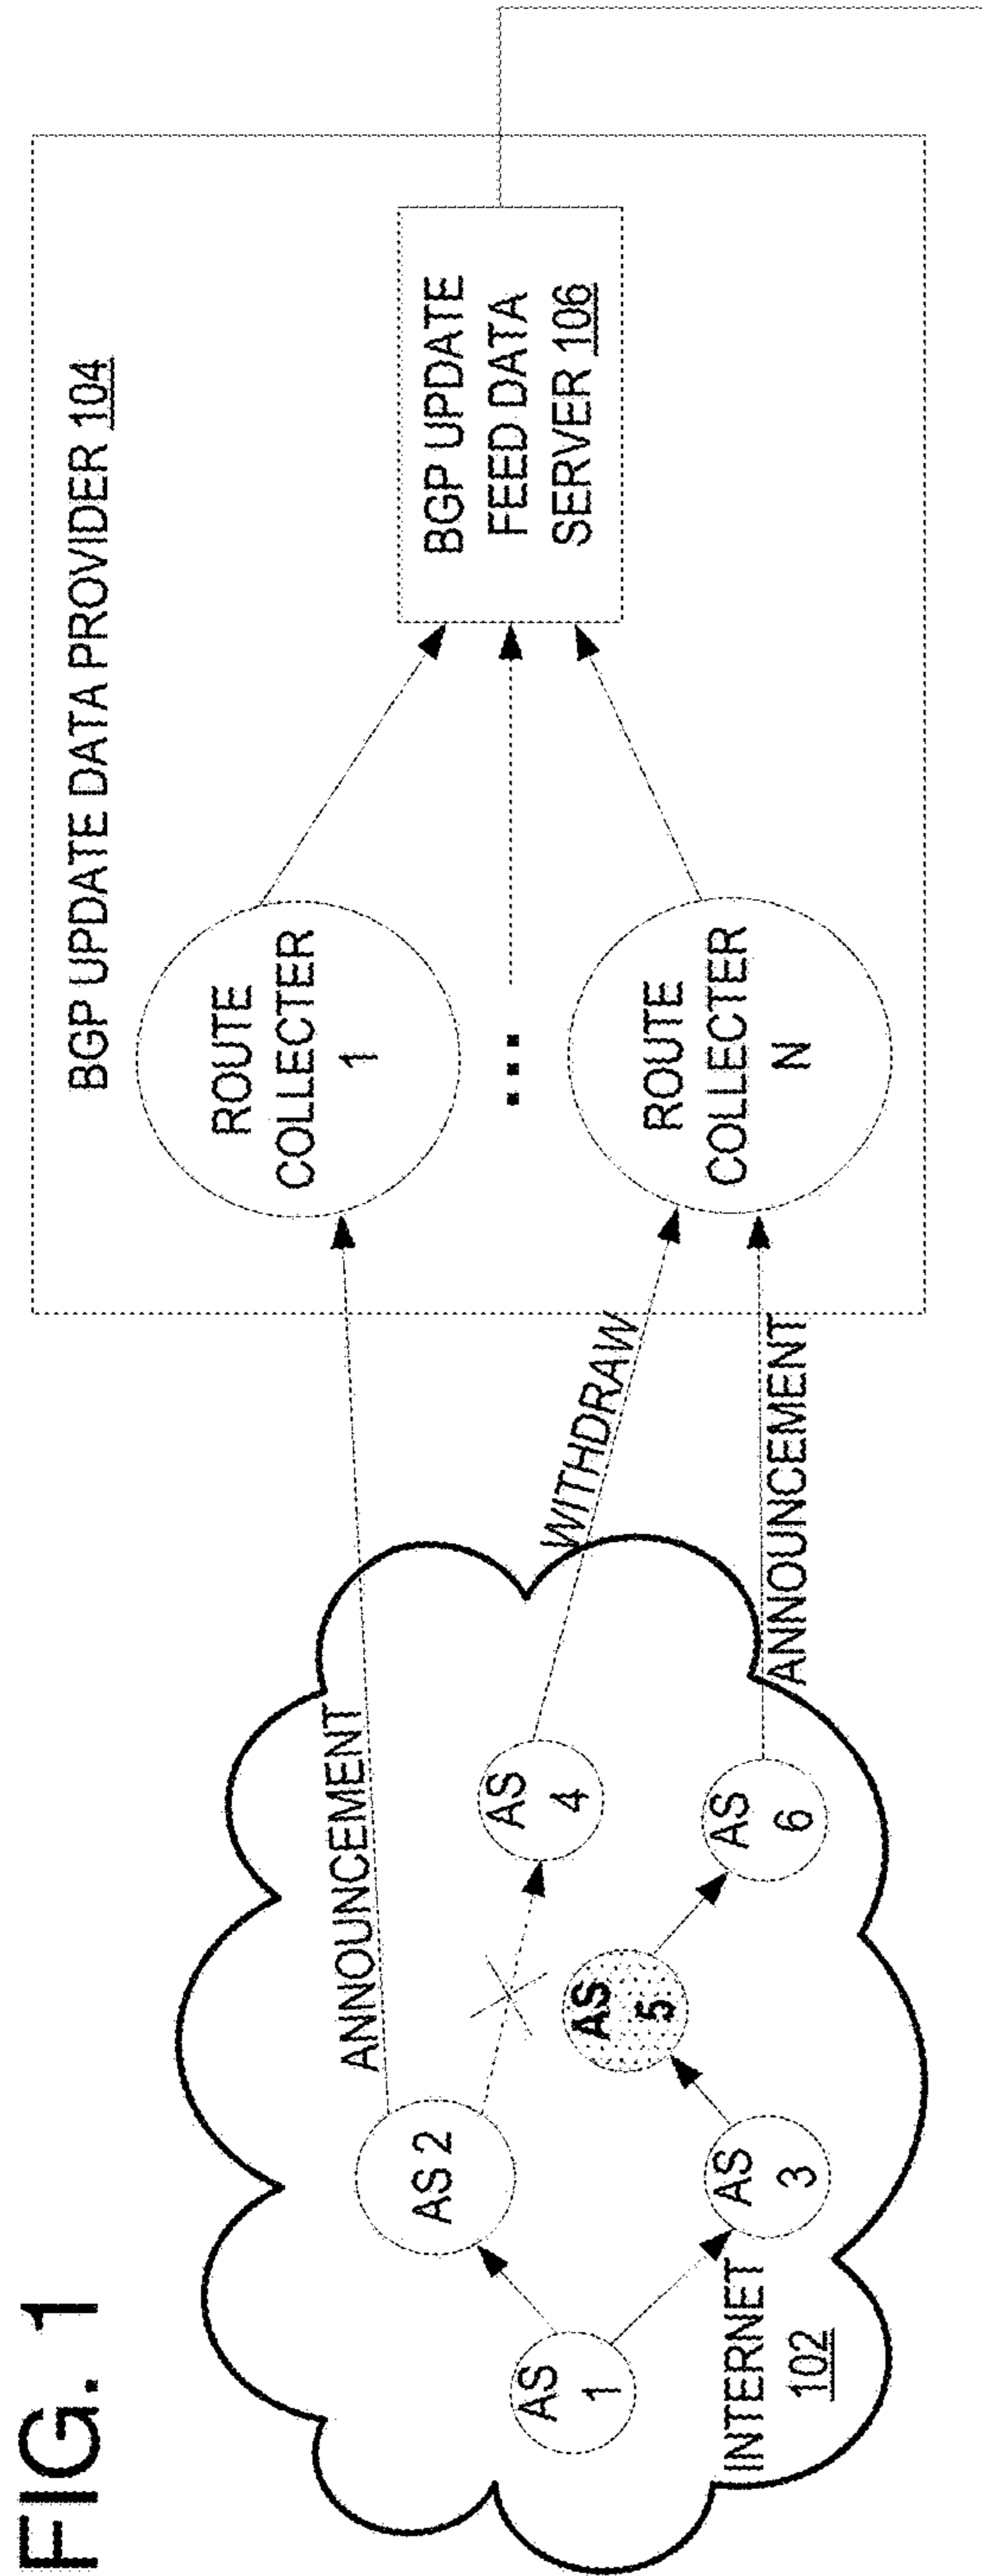 FIG. 1
BGP UPDATE DATA PROVIDER 104
ROUTE
COLLECTER
1
...
ROUTE
COLLECTER
N
BGP UPDATE
FEED DATA
SERVER 106
ANNOUNCEMENT
WITHDRAW
ANNOUNCEMENT
AS
1
AS 2
AS
3
AS
4
AS
5
AS
6
INTERNET
102